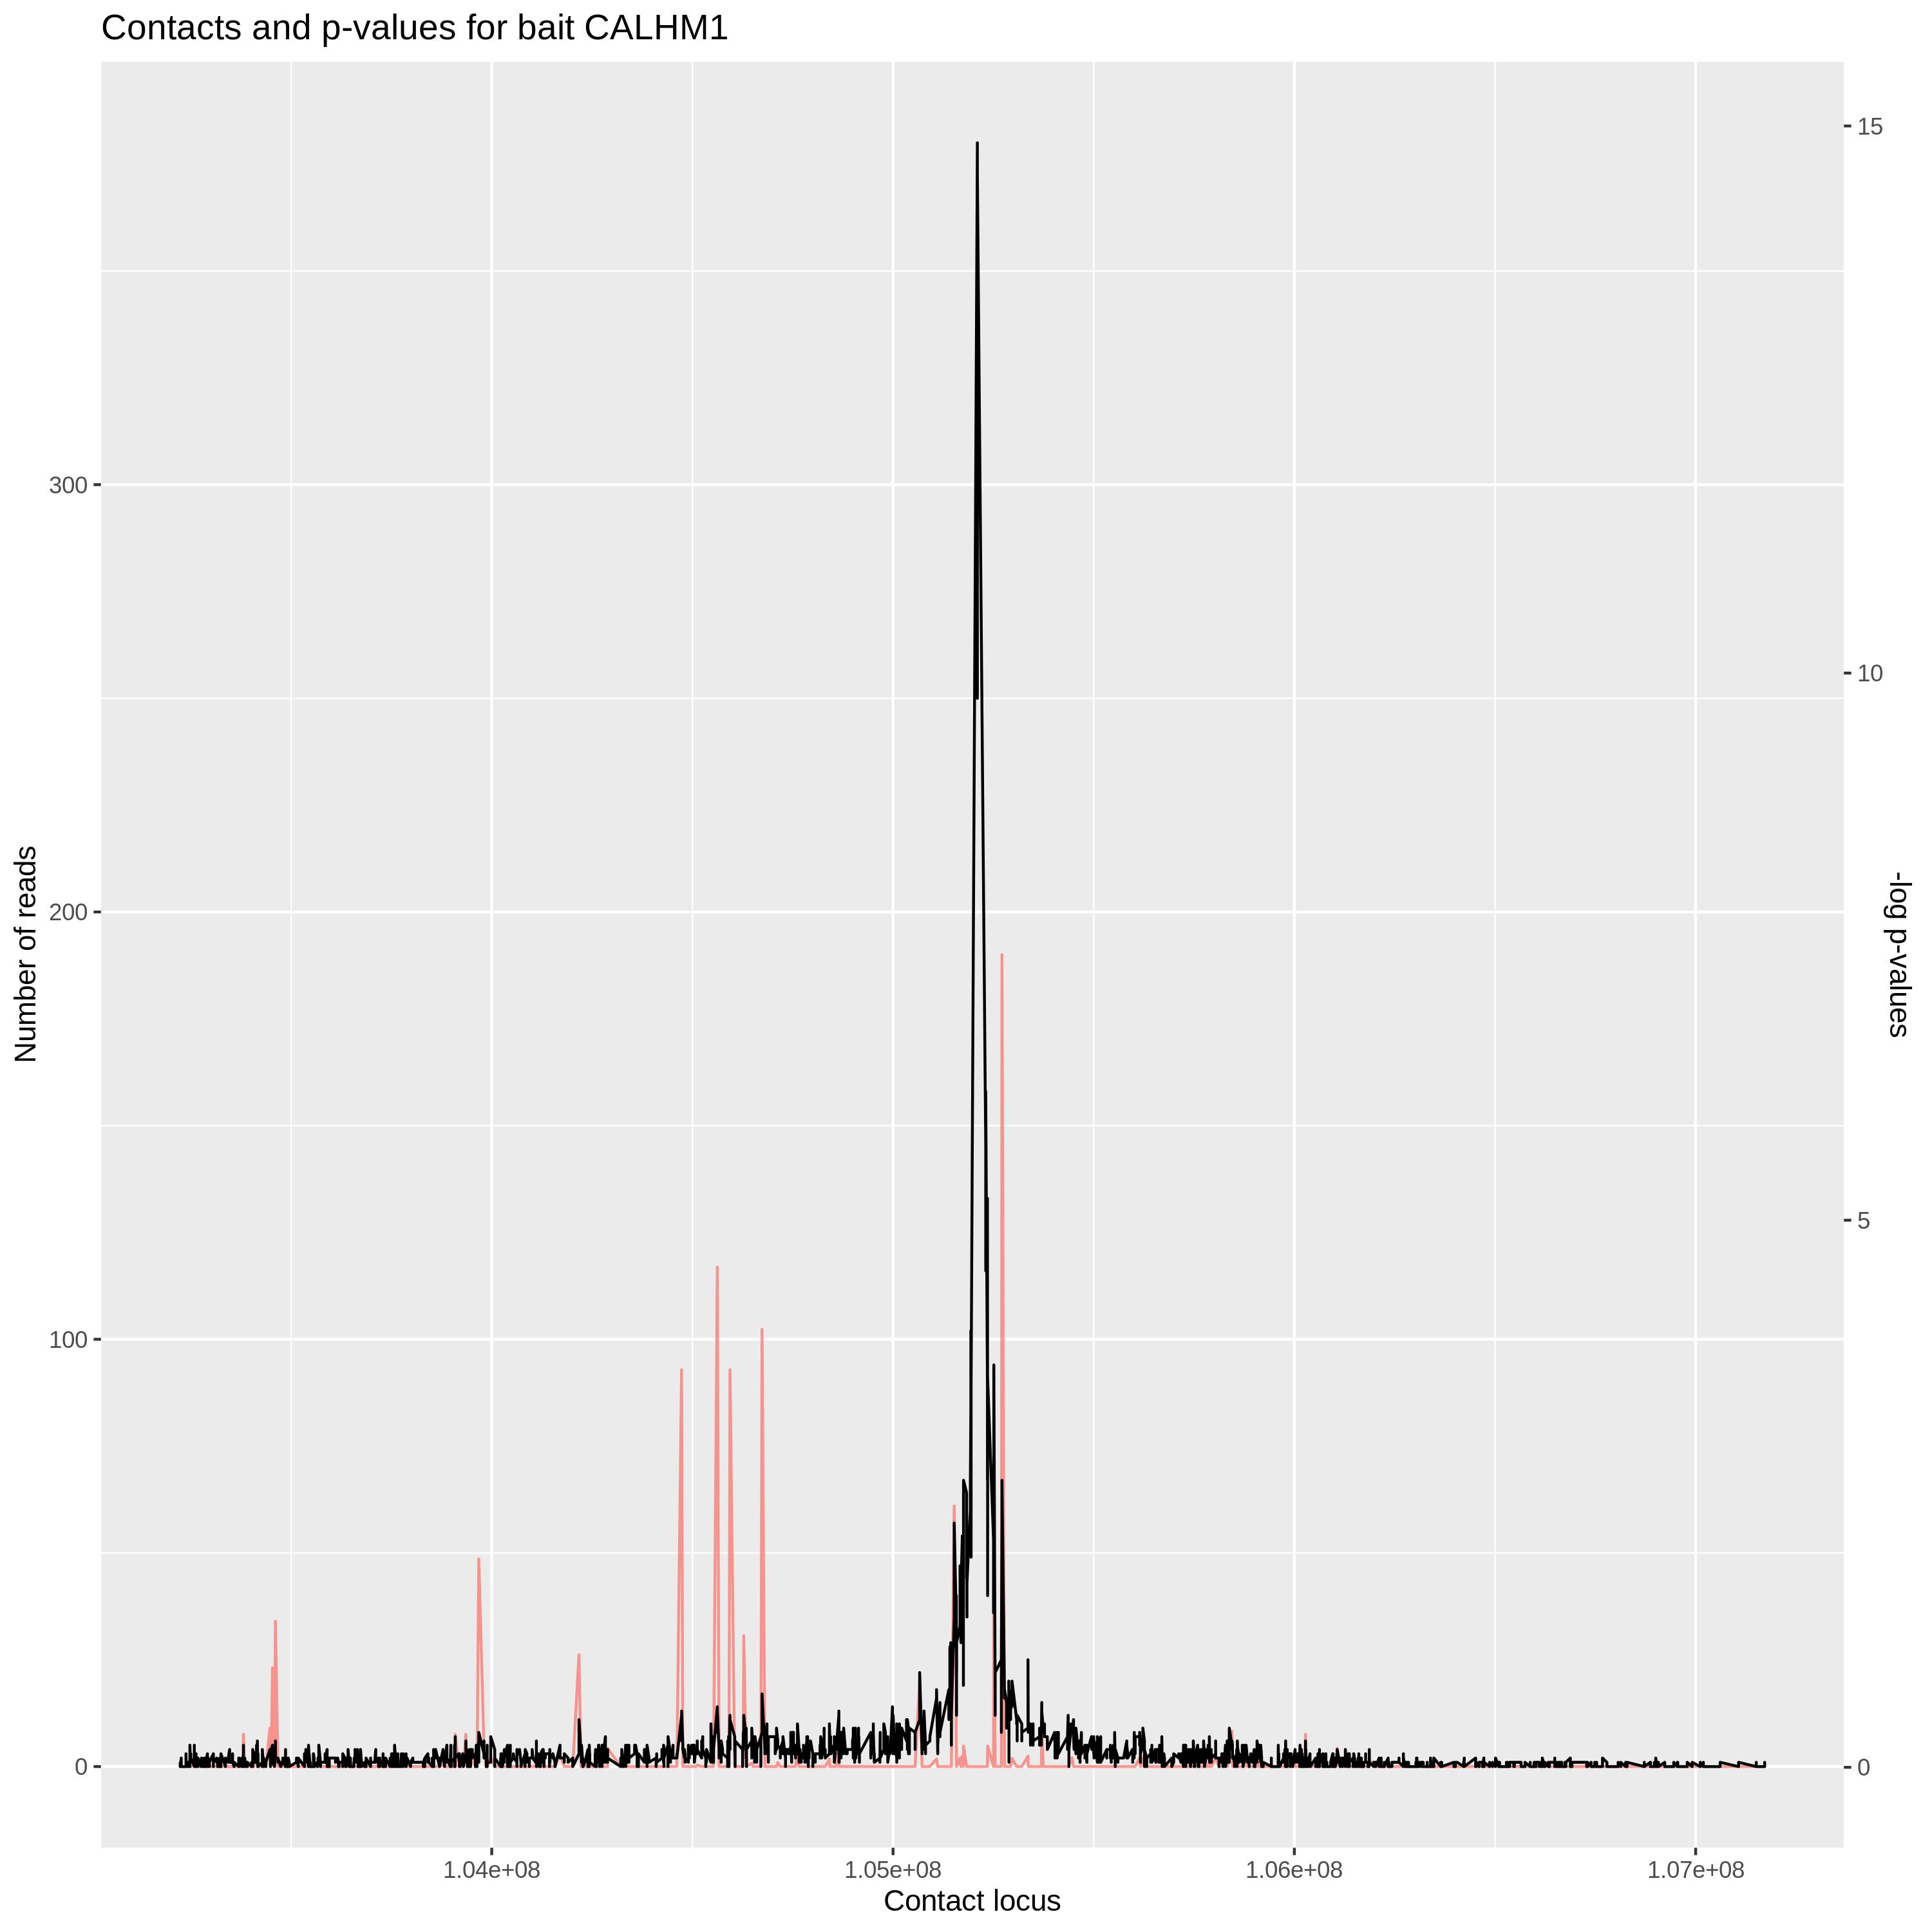 Contacts and p-values for bait CALHM1
15
300
10
200
Number of reads
-log p-values
5
100
0
0
1.04e+08
1.05e+08
1.06e+08
1.07e+08
Contact locus